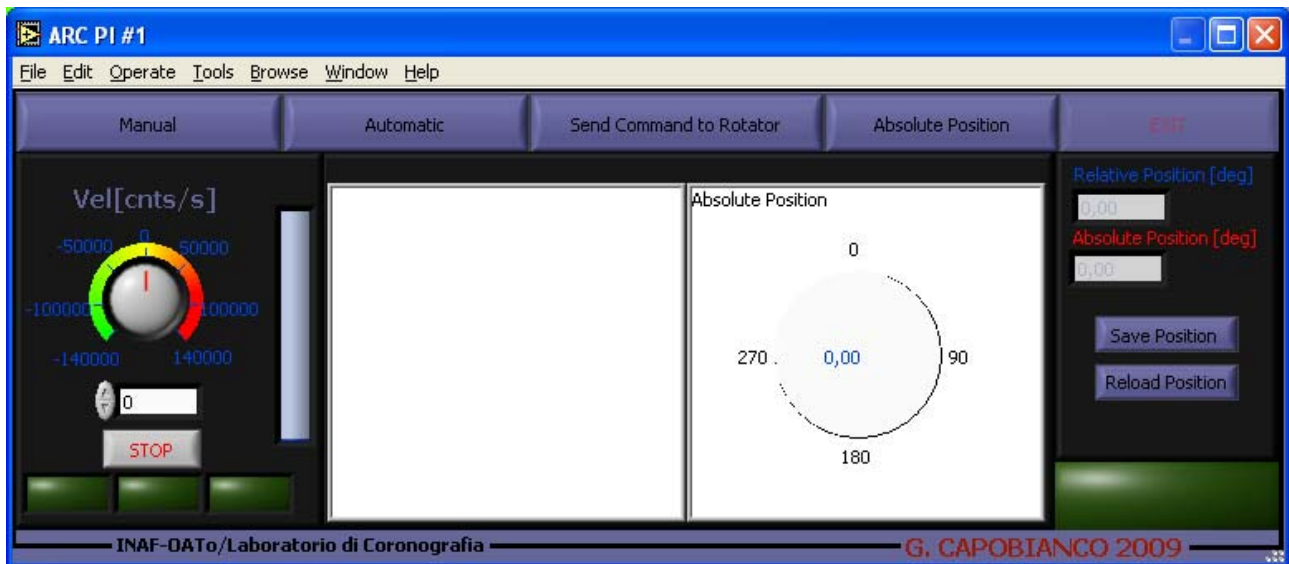 ARC PI #1
File Edit Operate Tools Browse Window Help
Manual Automatic Send Command to Rotator Absolute Position EXIT
Vel[cnts/s]
-50000 0 50000
-100000 100000
-140000 140000
0
STOP
Absolute Position
0
270 0,00 90
180
Relative Position [deg]
0,00
Absolute Position [deg]
0,00
Save Position
Reload Position
INAF-OATo/Laboratorio di Coronografia G. CAPOBIANCO 2009